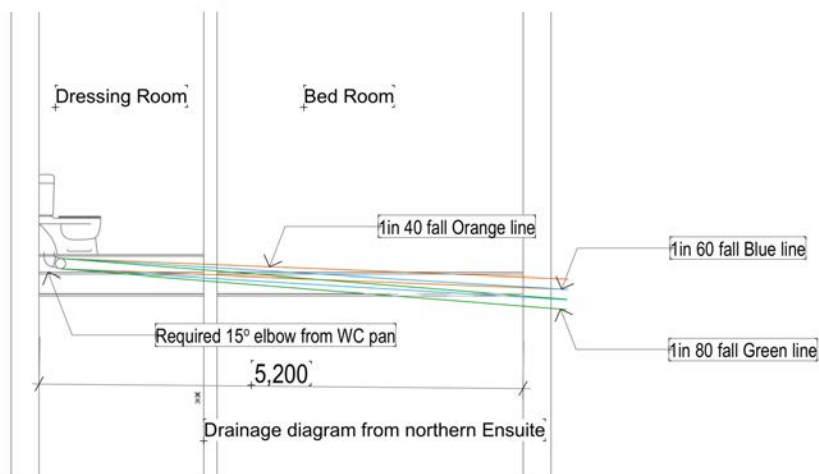 Dressing Room
Bed Room
1in 40 fall Orange line
1in 60 fall Blue line
Required 15º elbow from WC pan
1in 80 fall Green line
5,200
Drainage diagram from northern Ensuite